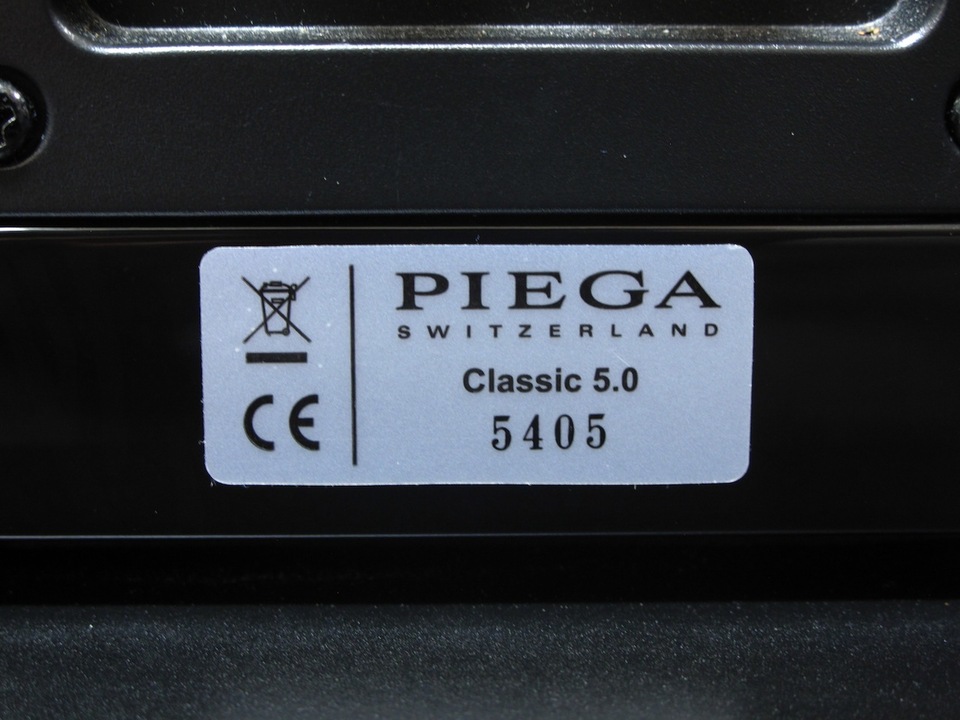 PIEGA
SWITZERLAND
Classic 5.0
5405
CE